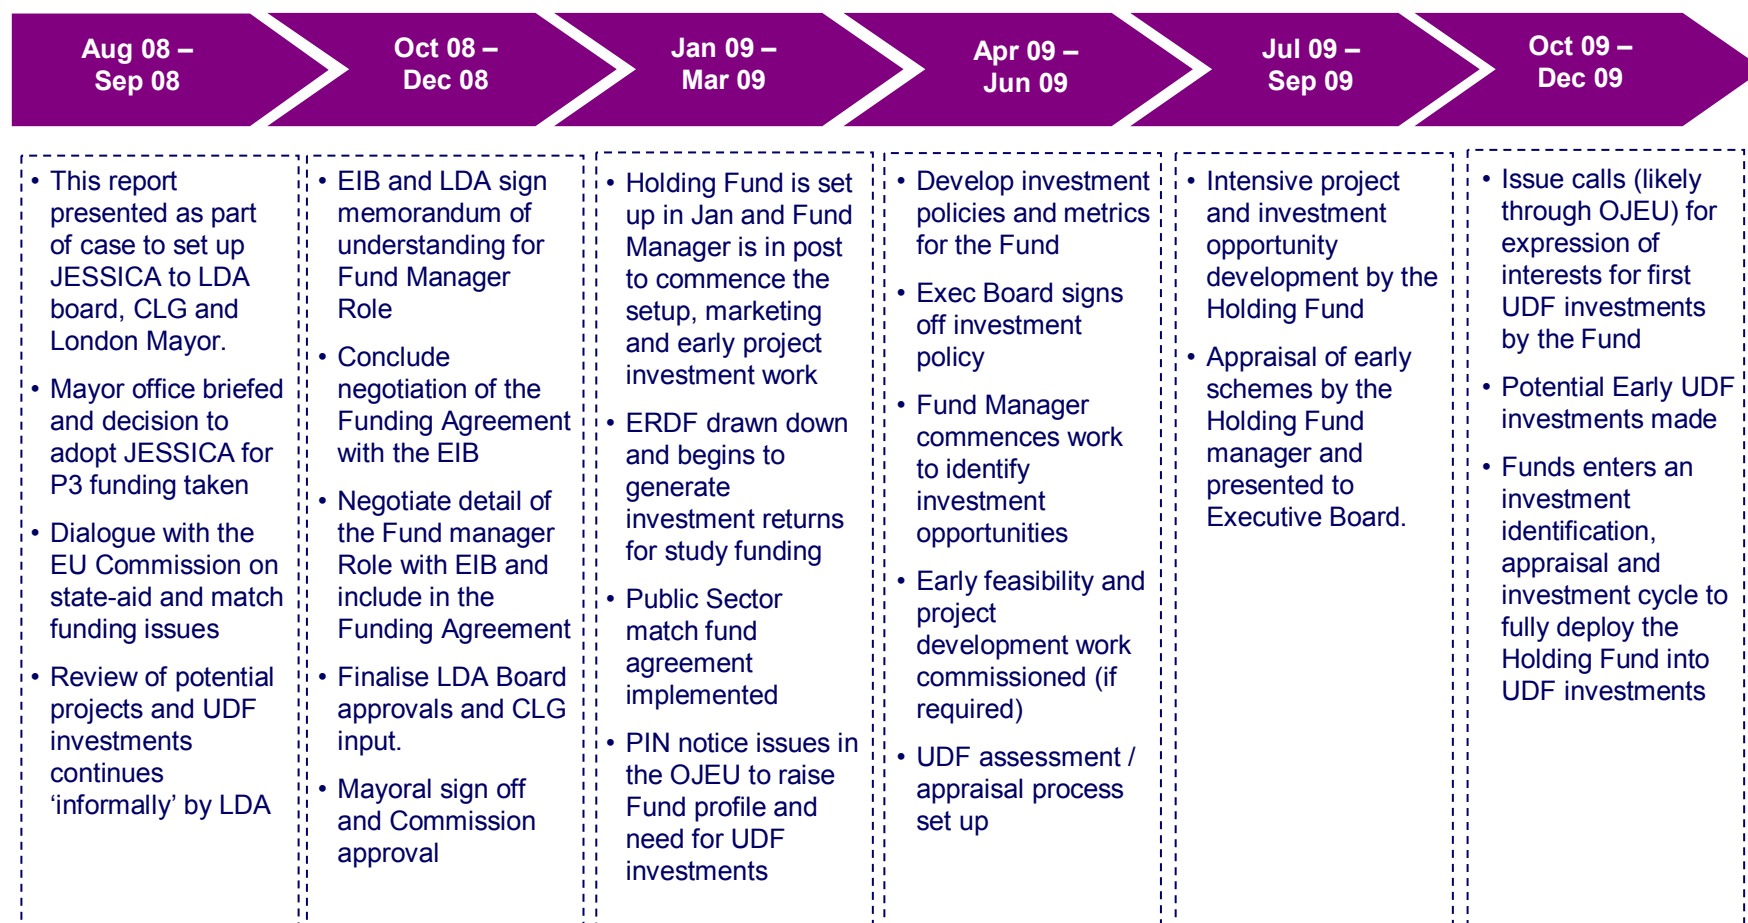 Aug 08 –
Sep 08
Oct 08 –
Dec 08
Jan 09 –
Mar 09
Apr 09 –
Jun 09
Jul 09 –
Sep 09
Oct 09 –
Dec 09
• This report
presented as part
of case to set up
JESSICA to LDA
board, CLG and
London Mayor.
• Mayor office briefed
and decision to
adopt JESSICA for
P3 funding taken
• Dialogue with the
EU Commission on
state-aid and match
funding issues
• Review of potential
projects and UDF
investments
continues
‘informally’ by LDA
• EIB and LDA sign
memorandum of
understanding for
Fund Manager
Role
• Conclude
negotiation of the
Funding Agreement
with the EIB
• Negotiate detail of
the Fund manager
Role with EIB and
include in the
Funding Agreement
• Finalise LDA Board
approvals and CLG
input.
• Mayoral sign off
and Commission
approval
• Holding Fund is set
up in Jan and Fund
Manager is in post
to commence the
setup, marketing
and early project
investment work
• ERDF drawn down
and begins to
generate
investment returns
for study funding
• Public Sector
match fund
agreement
implemented
• PIN notice issues in
the OJEU to raise
Fund profile and
need for UDF
investments
• Develop investment
policies and metrics
for the Fund
• Exec Board signs
off investment
policy
• Fund Manager
commences work
to identify
investment
opportunities
• Early feasibility and
project
development work
commissioned (if
required)
• UDF assessment /
appraisal process
set up
• Intensive project
and investment
opportunity
development by the
Holding Fund
• Appraisal of early
schemes by the
Holding Fund
manager and
presented to
Executive Board.
• Issue calls (likely
through OJEU) for
expression of
interests for first
UDF investments
by the Fund
• Potential Early UDF
investments made
• Funds enters an
investment
identification,
appraisal and
investment cycle to
fully deploy the
Holding Fund into
UDF investments